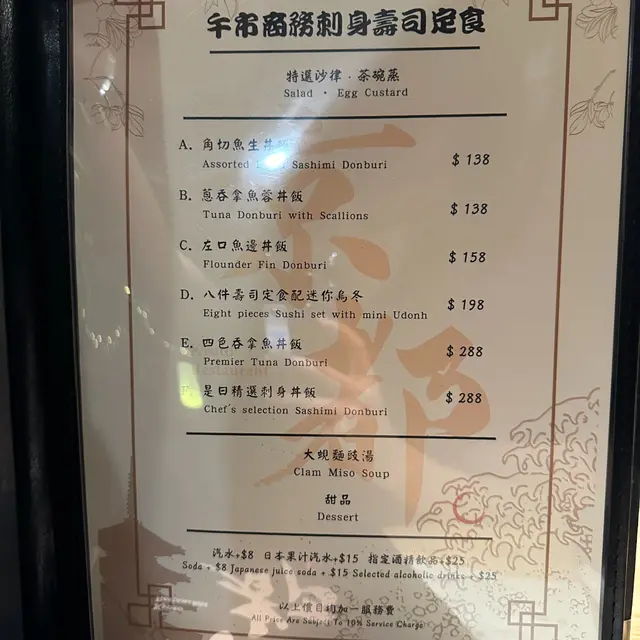 午市商務刺身壽司定食
特選沙律．茶碗蒸
Salad ・ Egg Custard
A. 角切魚生丼飯 $ 138
Assorted Sashimi Donburi
B. 蔥吞拿魚蓉丼飯 $ 138
Tuna Donburi with Scallions
C. 左口魚邊丼飯 $ 158
Flounder Fin Donburi
D. 八件壽司定食配迷你烏冬 $ 198
Eight pieces Sushi set with mini Udonh
E. 四色吞拿魚丼飯 $ 288
Premier Tuna Donburi
F. 是日精選刺身丼飯 $ 288
Chef's selection Sashimi Donburi
京都
大蜆麵豉湯
Clam Miso Soup
甜品
Dessert
汽水+$8 日本果汁汽水+$15 指定酒精飲品+$25
Soda + $8 Japanese juice soda + $15 Selected alcoholic drinks + $25
以上價目均加一服務費
All Price Are Subject To 10% Service Charge